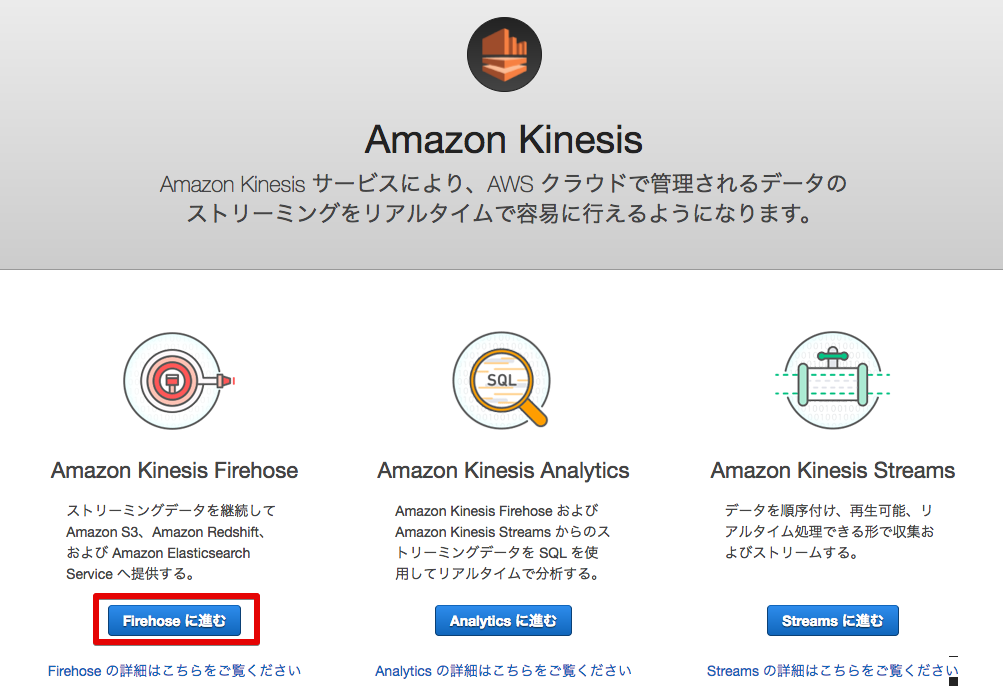 Amazon Kinesis
Amazon Kinesis サービスにより、AWS クラウドで管理されるデータの
ストリーミングをリアルタイムで容易に行えるようになります。
SQL
Amazon Kinesis Firehose
ストリーミングデータを継続して
Amazon S3、Amazon Redshift、
および Amazon Elasticsearch
Service へ提供する。
Firehose に進む
Firehose の詳細はこちらをご覧ください
Amazon Kinesis Analytics
Amazon Kinesis Firehose および
Amazon Kinesis Streams からのス
トリーミングデータを SQL を使
用してリアルタイムで分析する。
Analytics に進む
Analytics の詳細はこちらをご覧ください
Amazon Kinesis Streams
データを順序付け、再生可能、リ
アルタイム処理できる形で収集お
よびストリームする。
Streams に進む
Streams の詳細はこちらをご覧ください